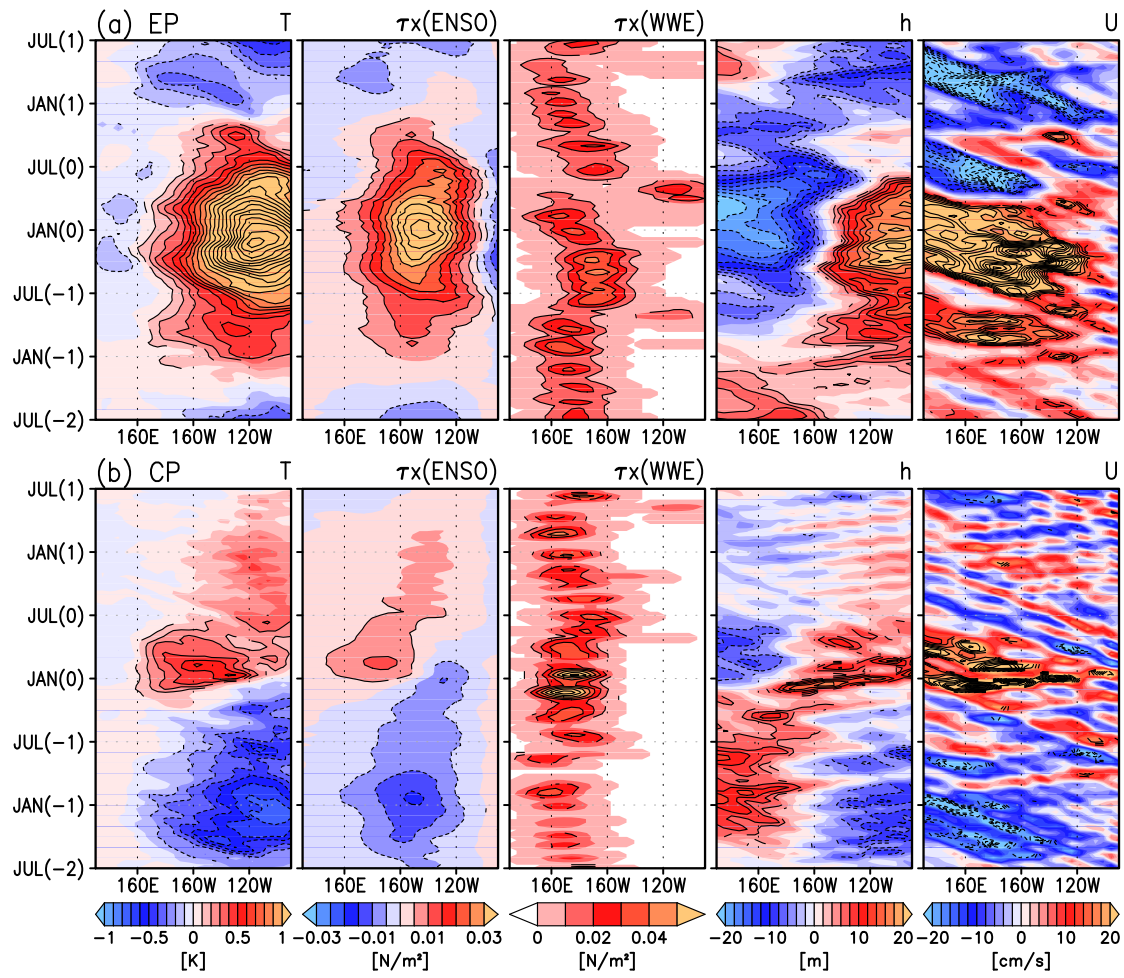 (a) EP T τx(ENSO) τx(WWE) h U
JUL(1)
JAN(1)
JUL(0)
JAN(0)
JUL(-1)
JAN(-1)
JUL(-2)
160E 160W 120W 160E 160W 120W 160E 160W 120W 160E 160W 120W 160E 160W 120W
(b) CP T τx(ENSO) τx(WWE) h U
JUL(1)
JAN(1)
JUL(0)
JAN(0)
JUL(-1)
JAN(-1)
JUL(-2)
160E 160W 120W 160E 160W 120W 160E 160W 120W 160E 160W 120W 160E 160W 120W
-1 -0.5 0 0.5 1 -0.03 -0.01 0.01 0.03 0 0.02 0.04 -20 -10 0 10 20 -20 -10 0 10 20
[K] [N/m²] [N/m²] [m] [cm/s]